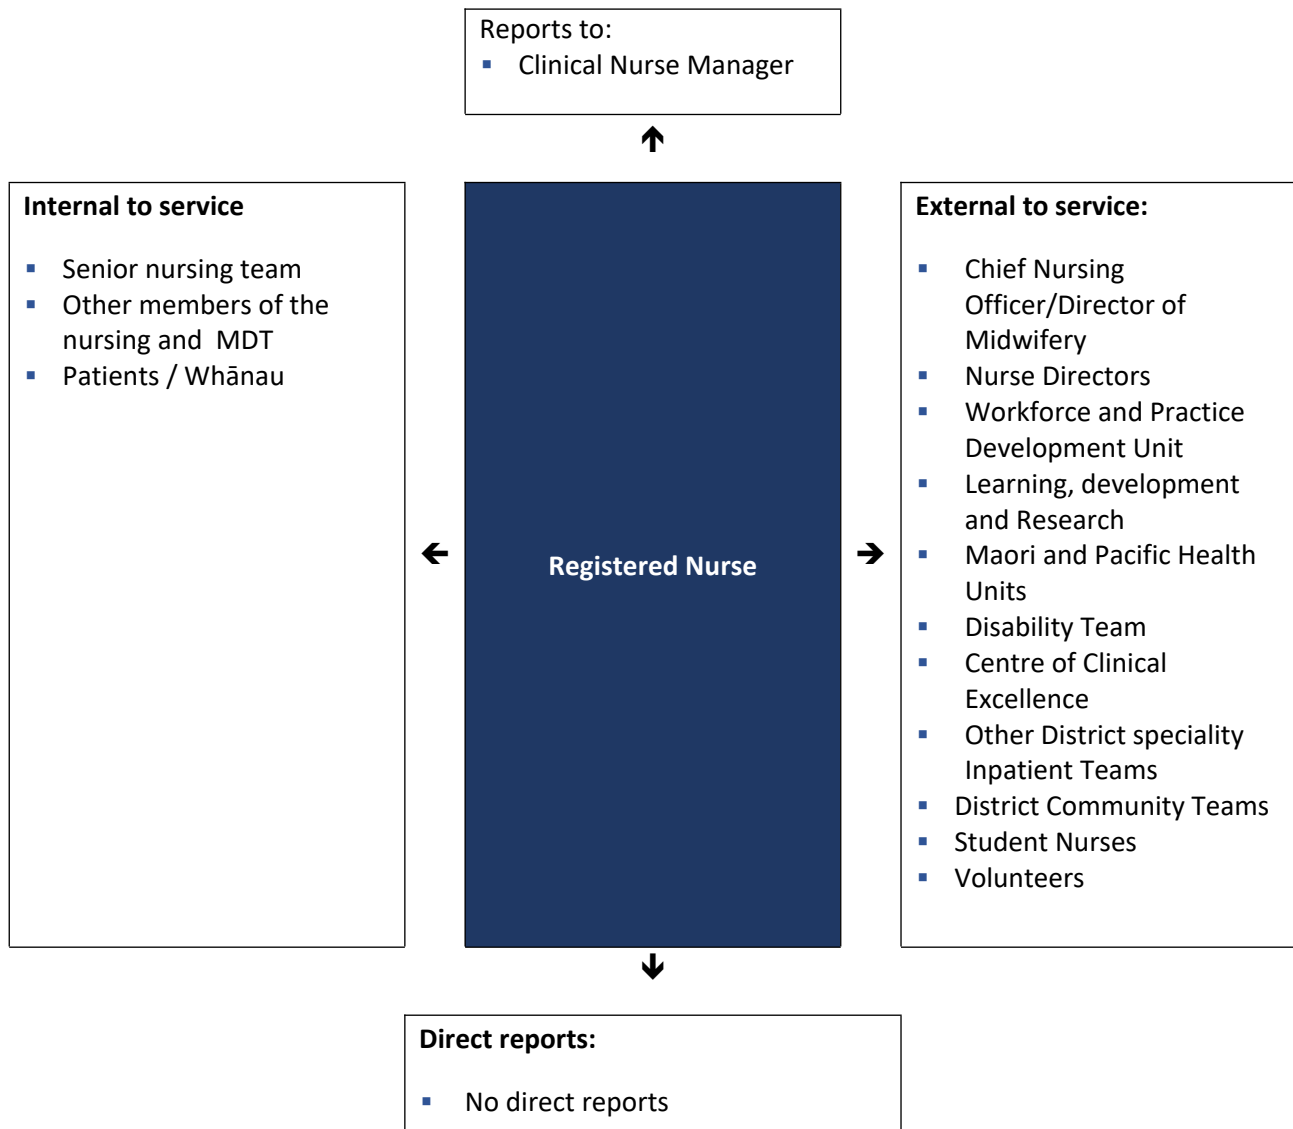 Reports to:
▪ Clinical Nurse Manager
Internal to service
▪ Senior nursing team
▪ Other members of the
nursing and  MDT
▪ Patients / Whānau
Registered Nurse
External to service:
▪ Chief Nursing
Officer/Director of
Midwifery
▪ Nurse Directors
▪ Workforce and Practice
Development Unit
▪ Learning, development
and Research
▪ Maori and Pacific Health
Units
▪ Disability Team
▪ Centre of Clinical
Excellence
▪ Other District speciality
Inpatient Teams
▪ District Community Teams
▪ Student Nurses
▪ Volunteers
Direct reports:
▪ No direct reports